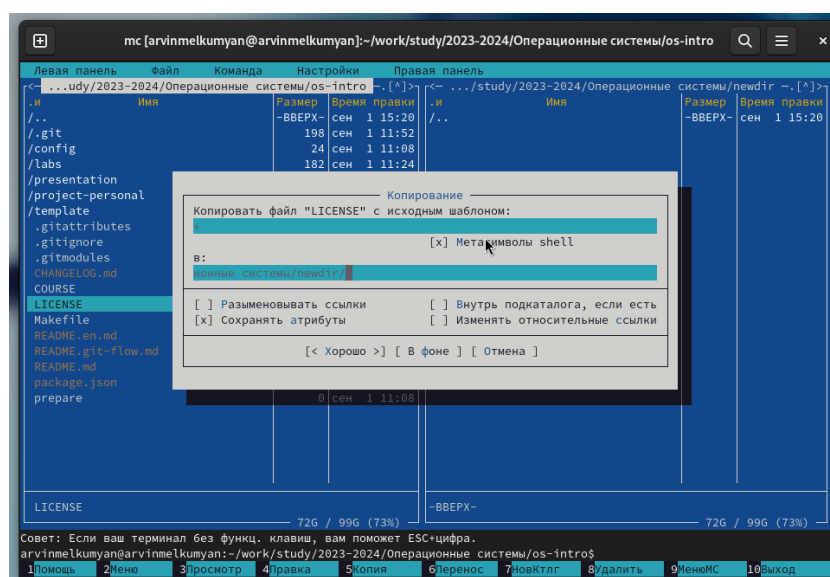 mc [arvinmelkumyan@arvinmelkumyan]:~/work/study/2023-2024/Операционные системы/os-intro
Левая панель Файл Команда Настройки Правая панель
<— ...udy/2023-2024/Операционные системы/os-intro —.[^]>
<— .../study/2023-2024/Операционные системы/newdir —.[^]>
.и Имя Размер Время правки .и Имя Размер Время правки
/.. -ВВЕРХ- сен 1 15:20 /.. -ВВЕРХ- сен 1 15:20
/.git 198 сен 1 11:52
/config 24 сен 1 11:08
/labs 182 сен 1 11:24
/presentation
/project-personal
/template
.gitattributes
.gitignore
.gitmodules
CHANGELOG.md
COURSE
LICENSE
Makefile
README.en.md
README.git-flow.md
README.md
package.json
prepare 0 сен 1 11:08
Копирование
Копировать файл "LICENSE" с исходным шаблоном:
*
[x] Метасимволы shell
в:
ионные системы/newdir/
[ ] Разыменовывать ссылки [ ] Внутрь подкаталога, если есть
[x] Сохранять атрибуты [ ] Изменять относительные ссылки
[< Хорошо >] [ В фоне ] [ Отмена ]
LICENSE -ВВЕРХ-
72G / 99G (73%) 72G / 99G (73%)
Совет: Если ваш терминал без функц. клавиш, вам поможет ESC+цифра.
arvinmelkumyan@arvinmelkumyan:~/work/study/2023-2024/Операционные системы/os-intro$
1Помощь 2Меню 3Просмотр 4Правка 5Копия 6Перенос 7НовКтлг 8Удалить 9МенюMC 10Выход